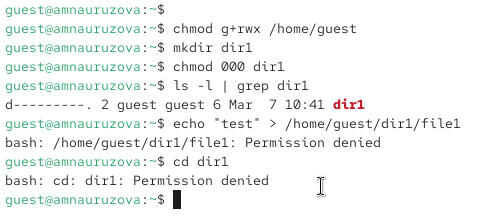 guest@amnauruzova:~$
guest@amnauruzova:~$ chmod g+rwx /home/guest
guest@amnauruzova:~$ mkdir dir1
guest@amnauruzova:~$ chmod 000 dir1
guest@amnauruzova:~$ ls -l | grep dir1
d---------. 2 guest guest 6 Mar  7 10:41 dir1
guest@amnauruzova:~$ echo "test" > /home/guest/dir1/file1
bash: /home/guest/dir1/file1: Permission denied
guest@amnauruzova:~$ cd dir1
bash: cd: dir1: Permission denied
guest@amnauruzova:~$